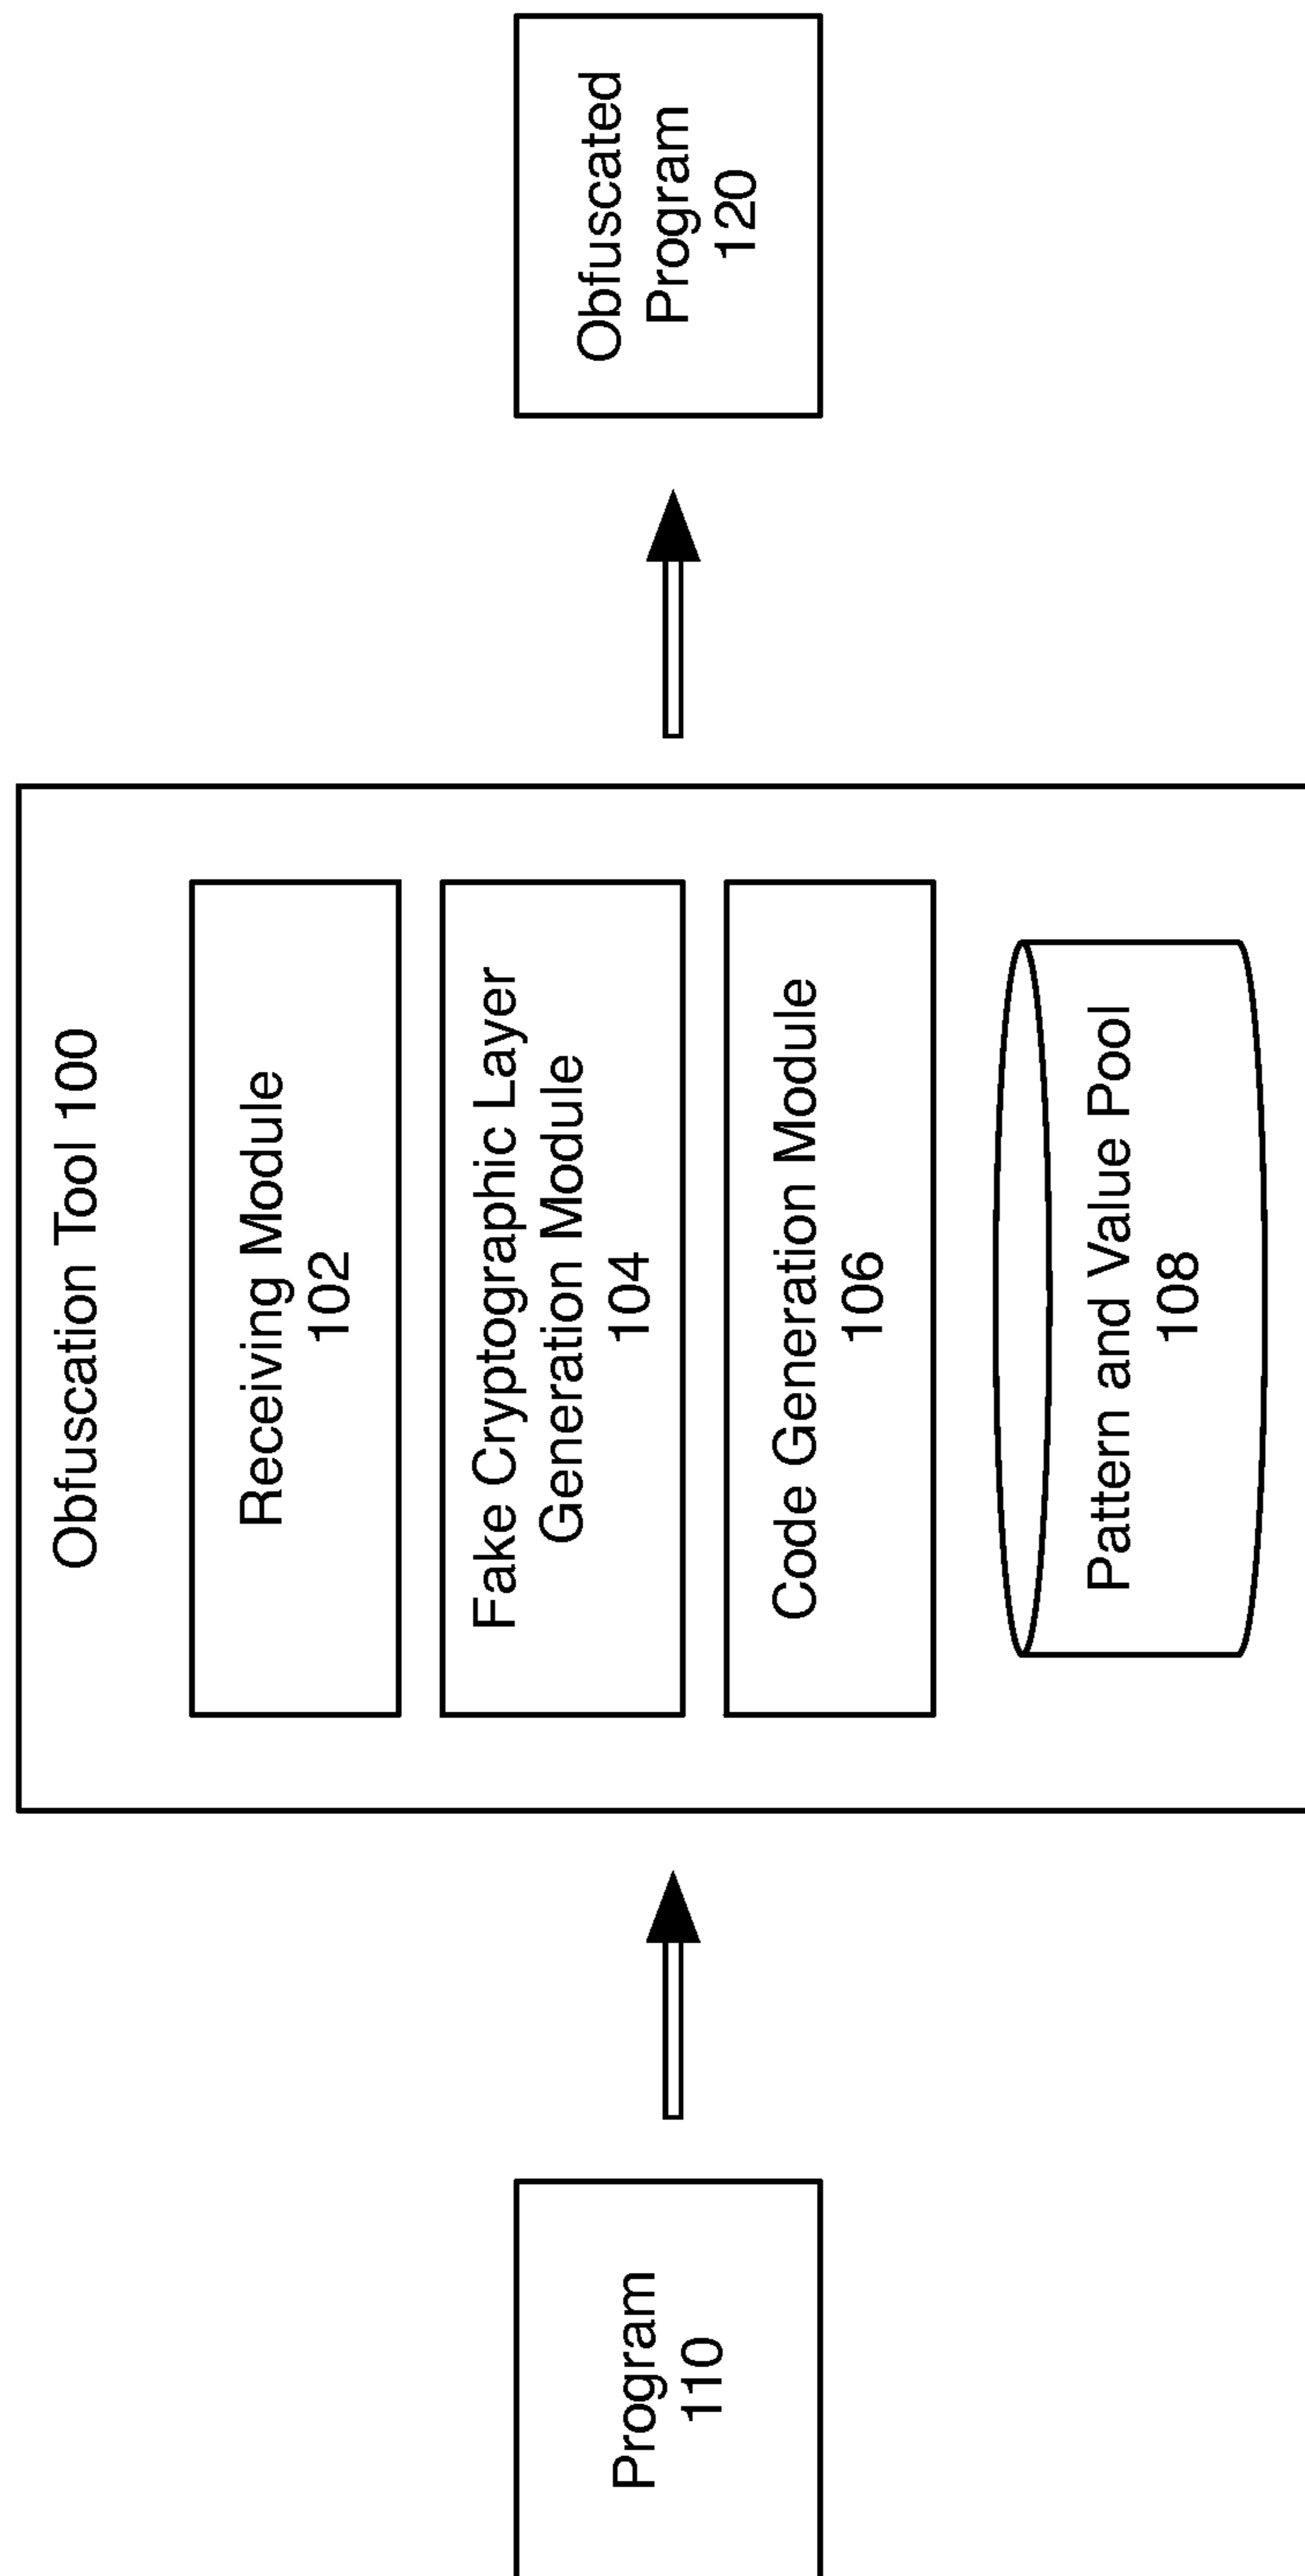 Program
110
Obfuscation Tool 100
Receiving Module
102
Fake Cryptographic Layer
Generation Module
104
Code Generation Module
106
Pattern and Value Pool
108
Obfuscated
Program
120